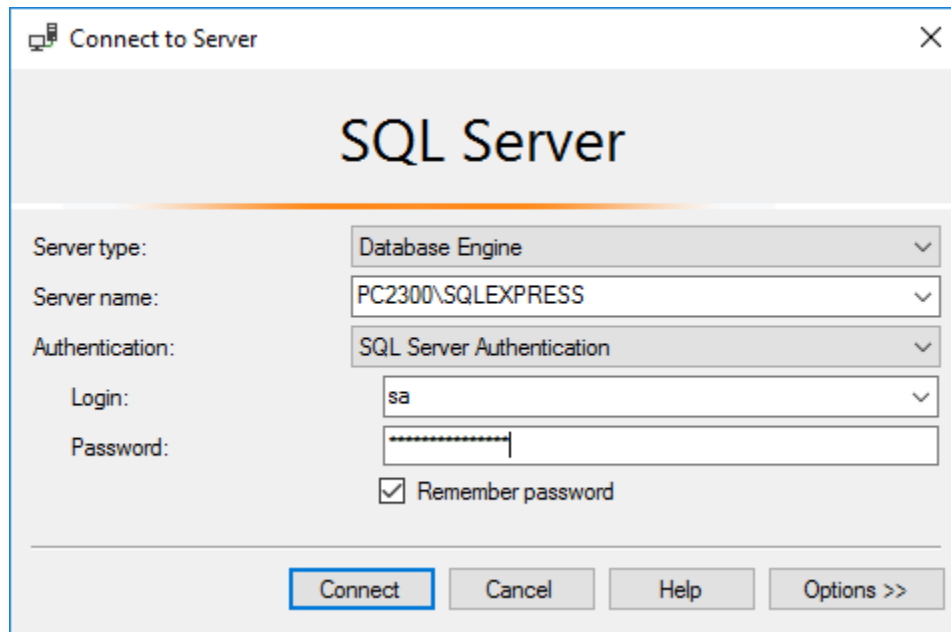 Connect to Server
SQL Server
Server type: Database Engine
Server name: PC2300\SQLEXPRESS
Authentication: SQL Server Authentication
Login: sa
Password: ***************
Remember password
Connect Cancel Help Options >>